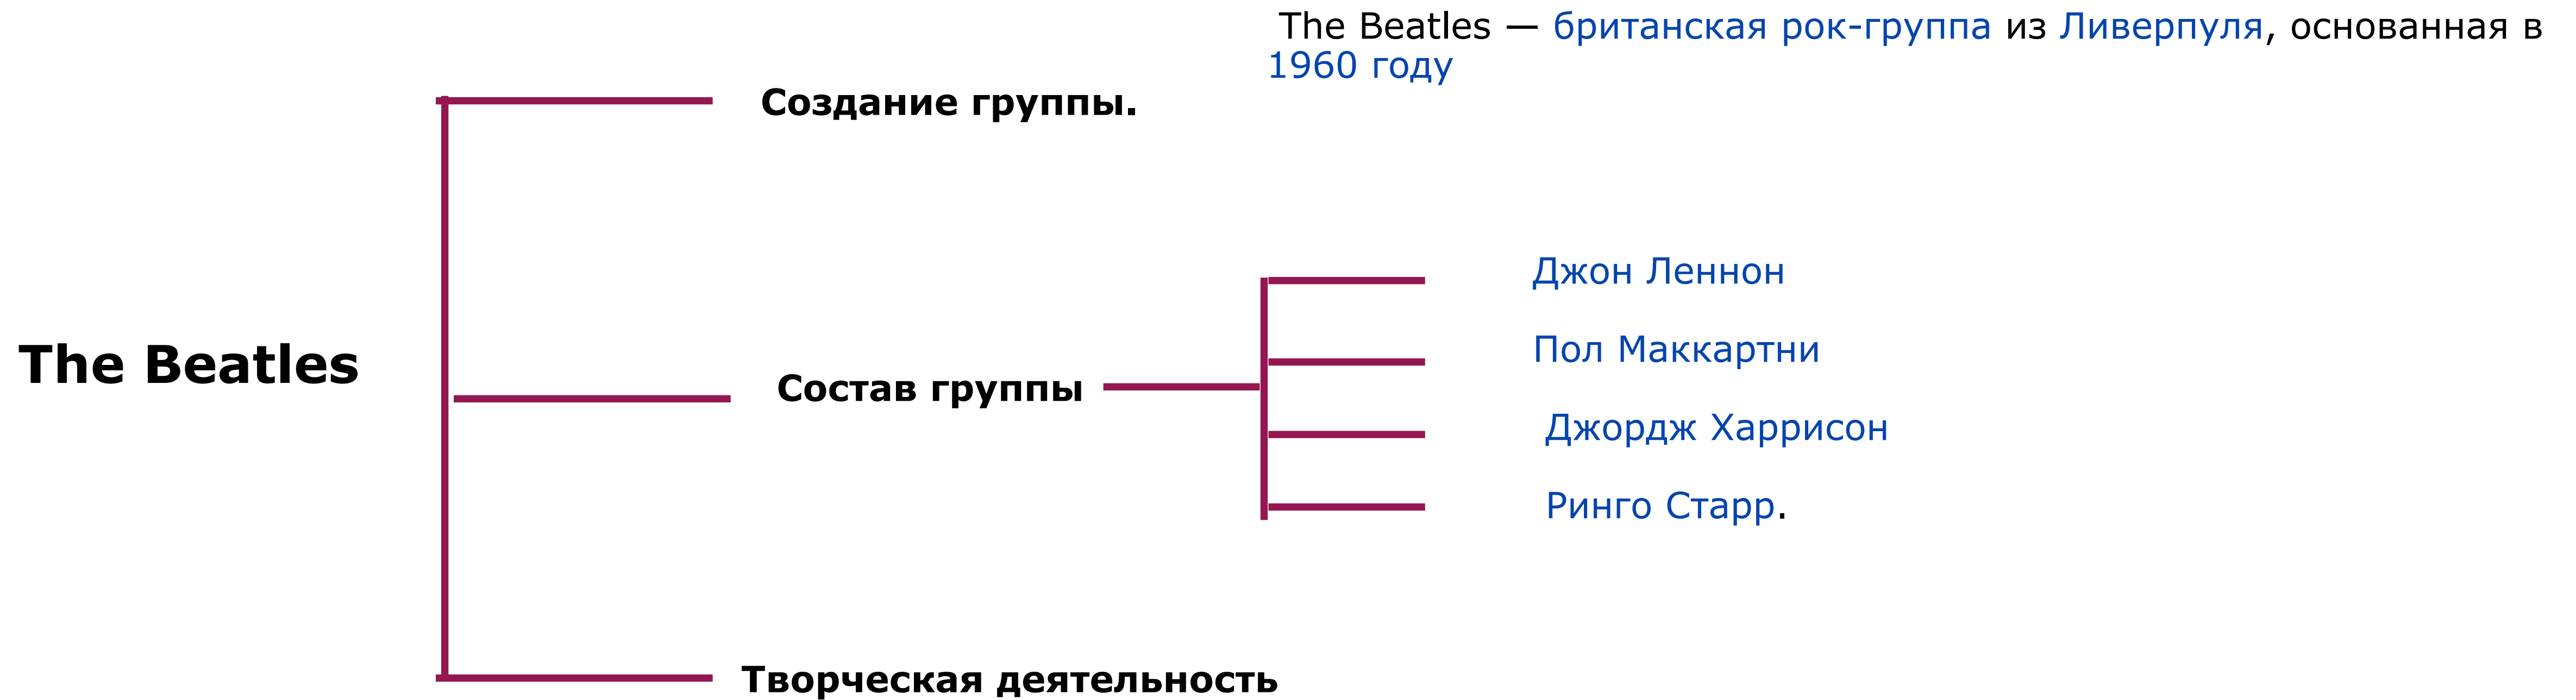 The Beatles — британская рок-группа из Ливерпуля, основанная в
1960 году
Создание группы.
Джон Леннон
Пол Маккартни
The Beatles
Состав группы
Джордж Харрисон
Ринго Старр.
Творческая деятельность